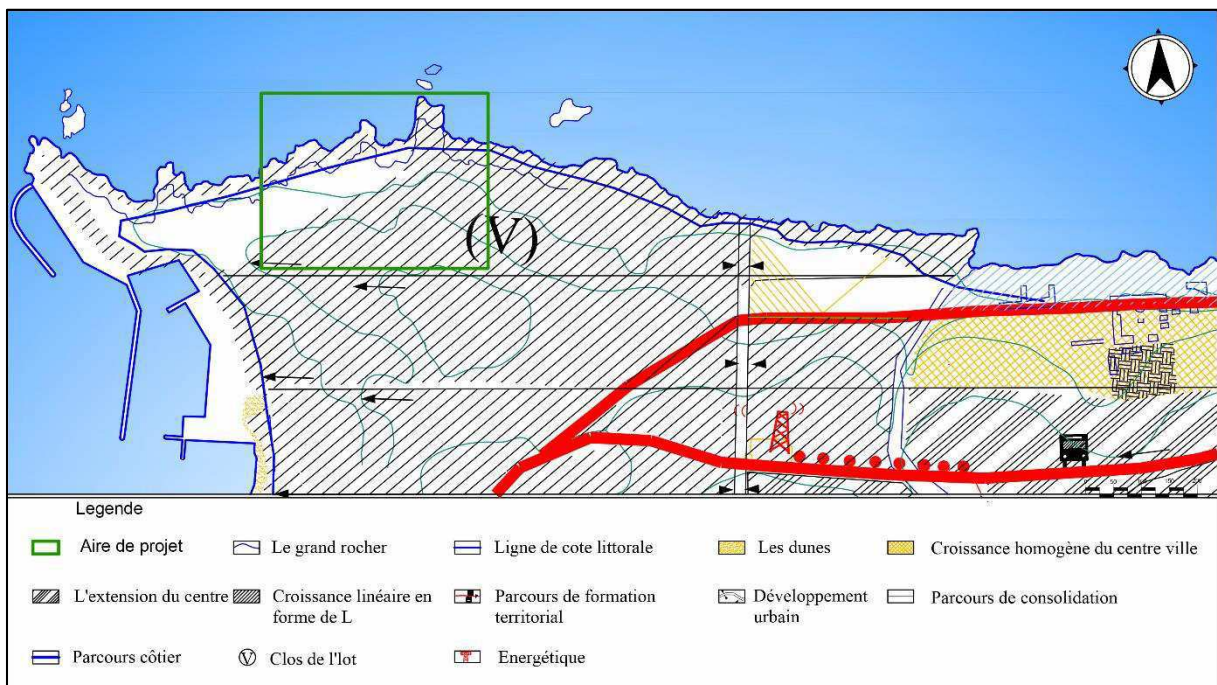 (V)
Legende
Aire de projet
Le grand rocher
Ligne de cote littorale
Les dunes
Croissance homogène du centre ville
L'extension du centre
Croissance linéaire en
forme de L
Parcours de formation
territorial
Développement
urbain
Parcours de consolidation
Parcours côtier
V
Clos de l'lot
Energétique